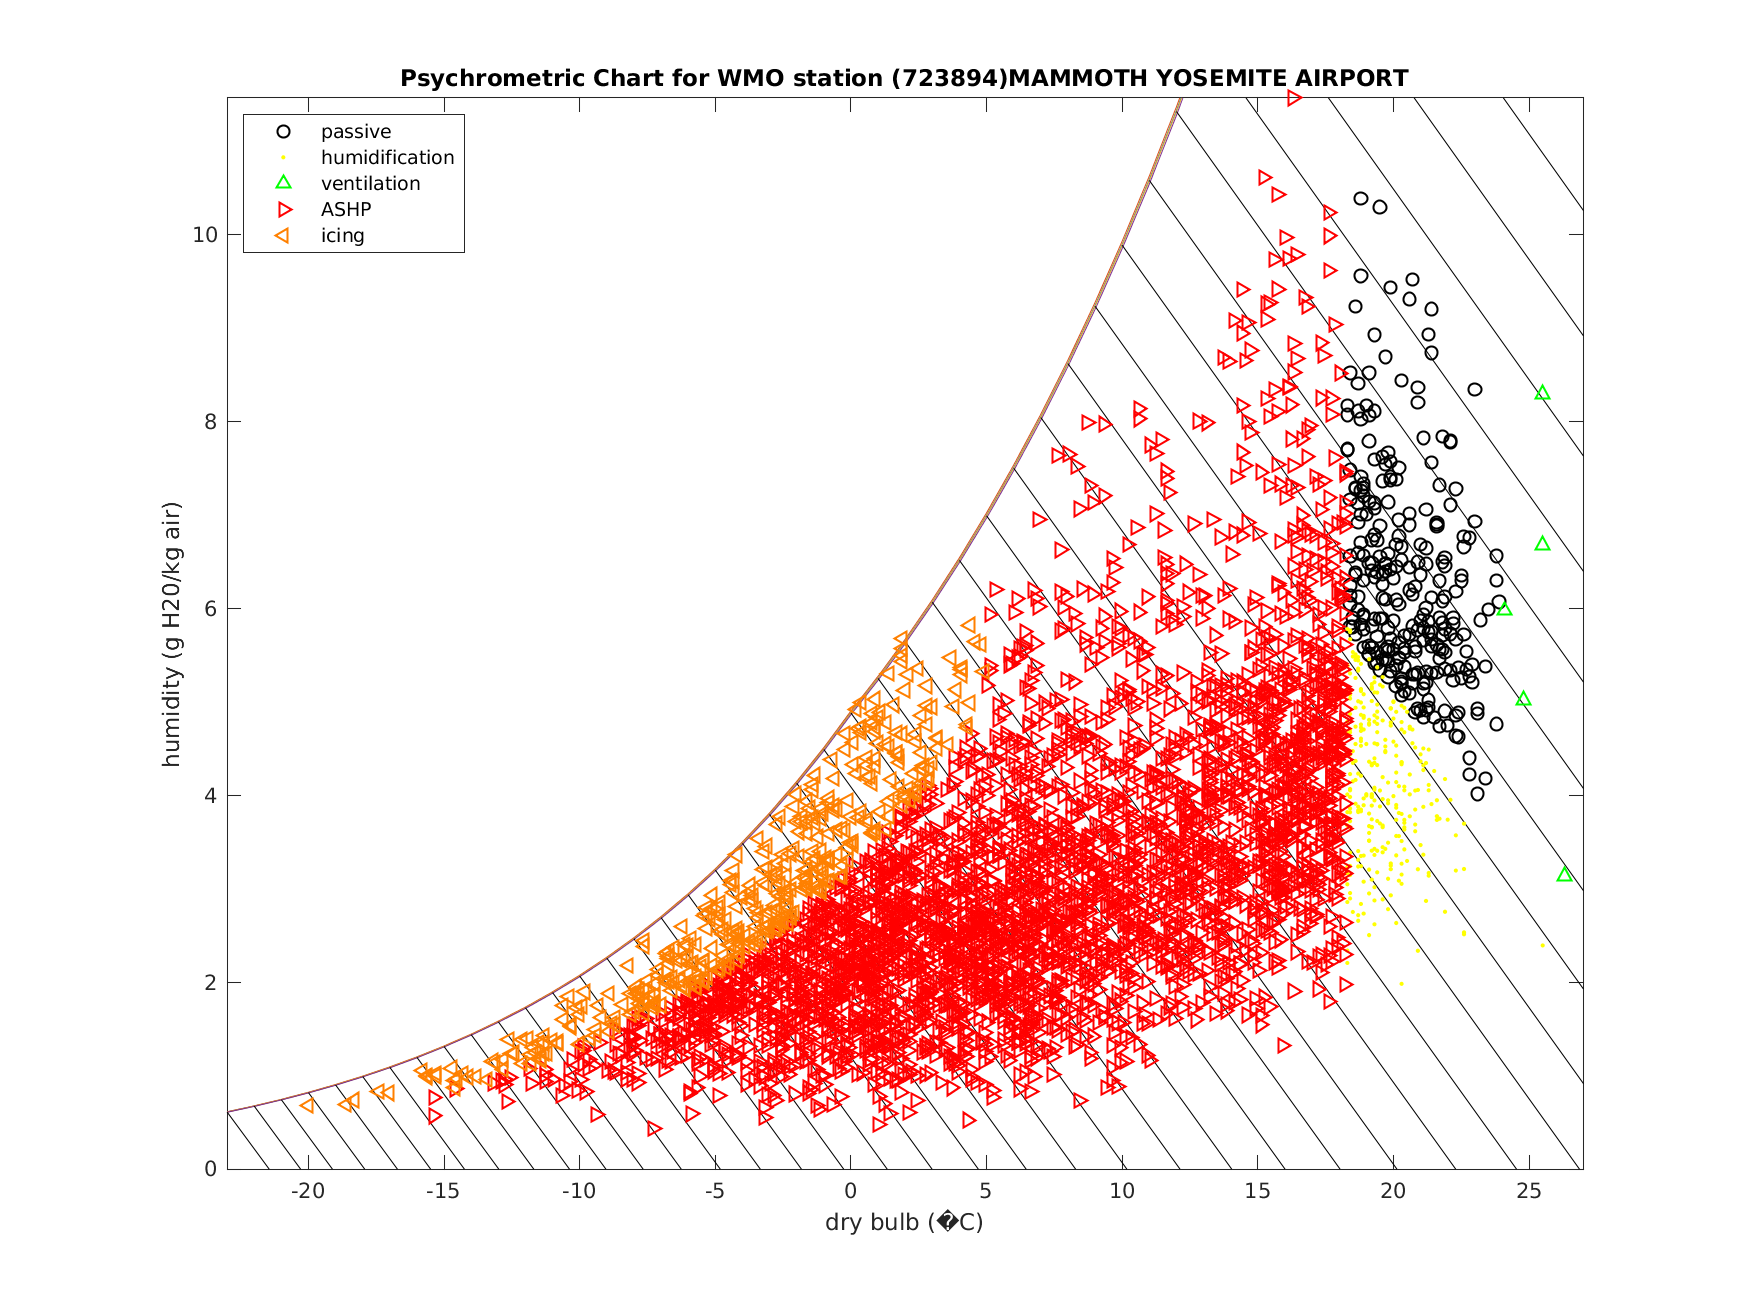 Psychrometric Chart for WMO station (723894)MAMMOTH YOSEMITE AIRPORT
passive
humidification
ventilation
ASHP
icing
humidity (g H20/kg air)
10
8
6
4
2
0
-20 -15 -10 -5 0 5 10 15 20 25
dry bulb (�C)